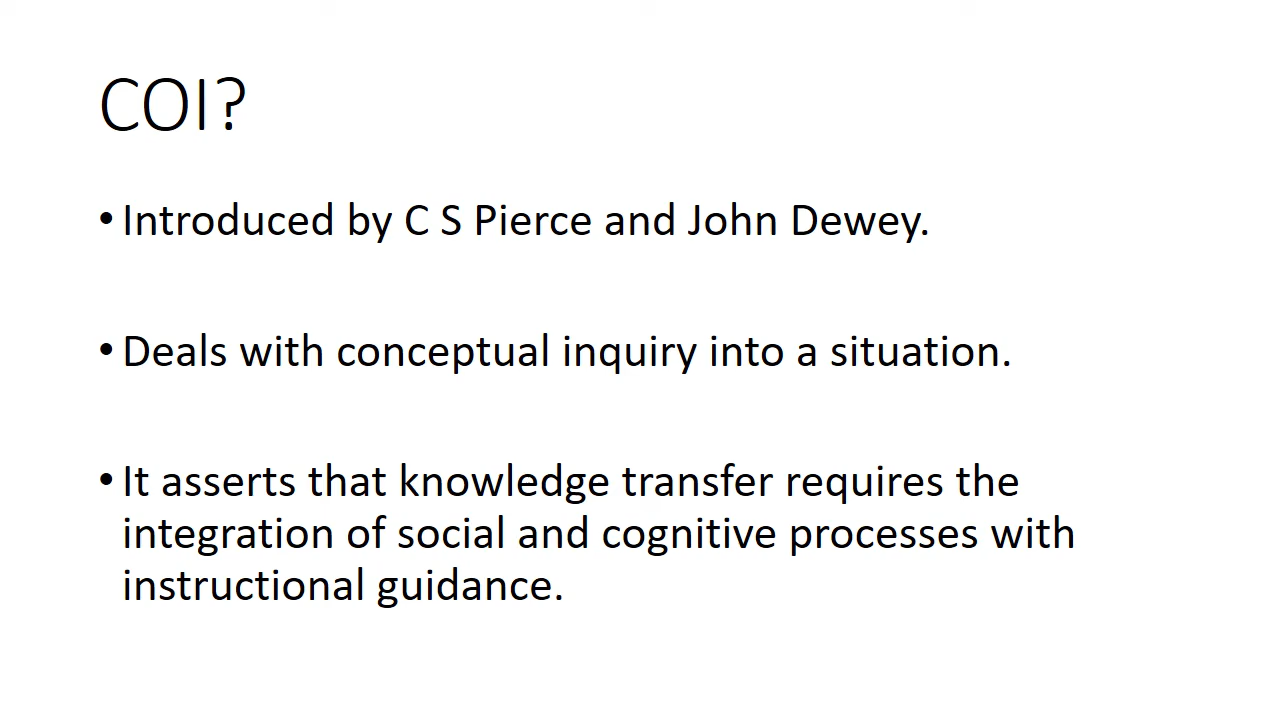 COI?
• Introduced by C S Pierce and John Dewey.
• Deals with conceptual inquiry into a situation.
• It asserts that knowledge transfer requires the
integration of social and cognitive processes with
instructional guidance.